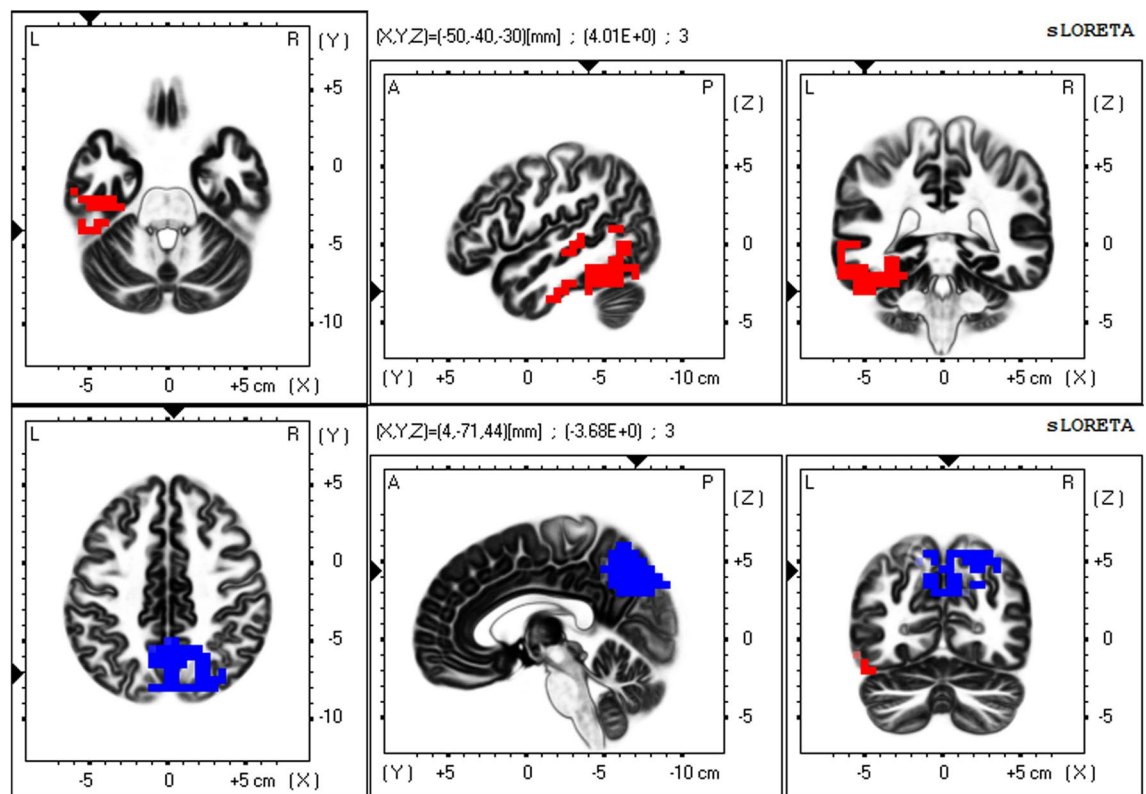 (X,Y,Z)=(-50,-40,-30)[mm] ; (4.01E+0) ; 3
sLORETA
L R (Y)
+5
0
-5
-10
-5 0 +5 cm (X)
A P (Z)
+5
0
-5
(Y) +5 0 -5 -10 cm
L R (Z)
+5
0
-5
-5 0 +5 cm (X)
(X,Y,Z)=(4,-71,44)[mm] ; (-3.68E+0) ; 3
sLORETA
L R (Y)
+5
0
-5
-10
-5 0 +5 cm (X)
A P (Z)
+5
0
-5
(Y) +5 0 -5 -10 cm
L R (Z)
+5
0
-5
-5 0 +5 cm (X)